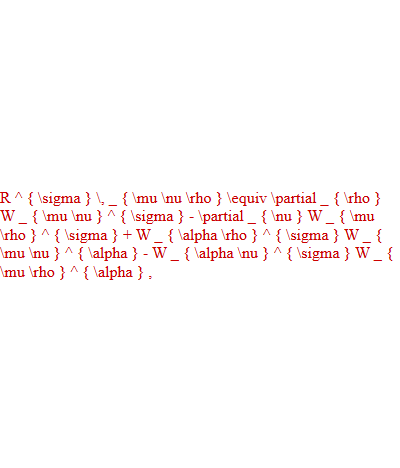 R ^ { \sigma } \, _ { \mu \nu \rho } \equiv \partial _ { \rho }
W _ { \mu \nu } ^ { \sigma } - \partial _ { \nu } W _ { \mu
\rho } ^ { \sigma } + W _ { \alpha \rho } ^ { \sigma } W _ {
\mu \nu } ^ { \alpha } - W _ { \alpha \nu } ^ { \sigma } W _ {
\mu \rho } ^ { \alpha } ,